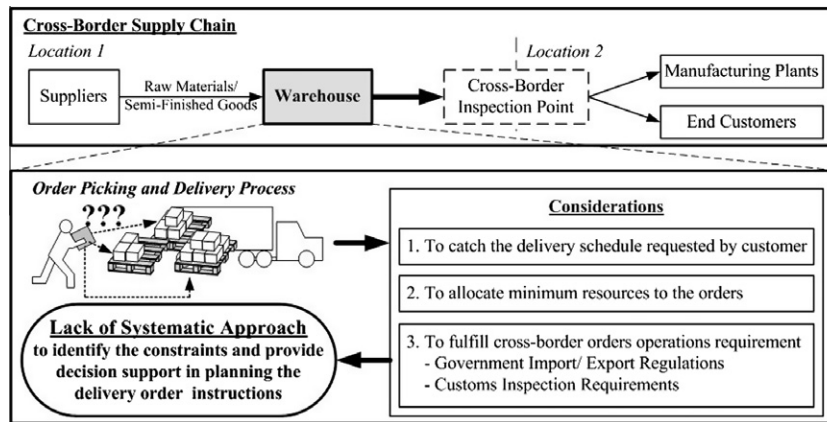 Cross-Border Supply Chain
Location 1
Location 2
Suppliers
Raw Materials/
Semi-Finished Goods
Warehouse
Cross-Border
Inspection Point
Manufacturing Plants
End Customers
Order Picking and Delivery Process
???
Considerations
1. To catch the delivery schedule requested by customer
2. To allocate minimum resources to the orders
3. To fulfill cross-border orders operations requirement
- Government Import/ Export Regulations
- Customs Inspection Requirements
Lack of Systematic Approach
to identify the constraints and provide
decision support in planning the
delivery order instructions